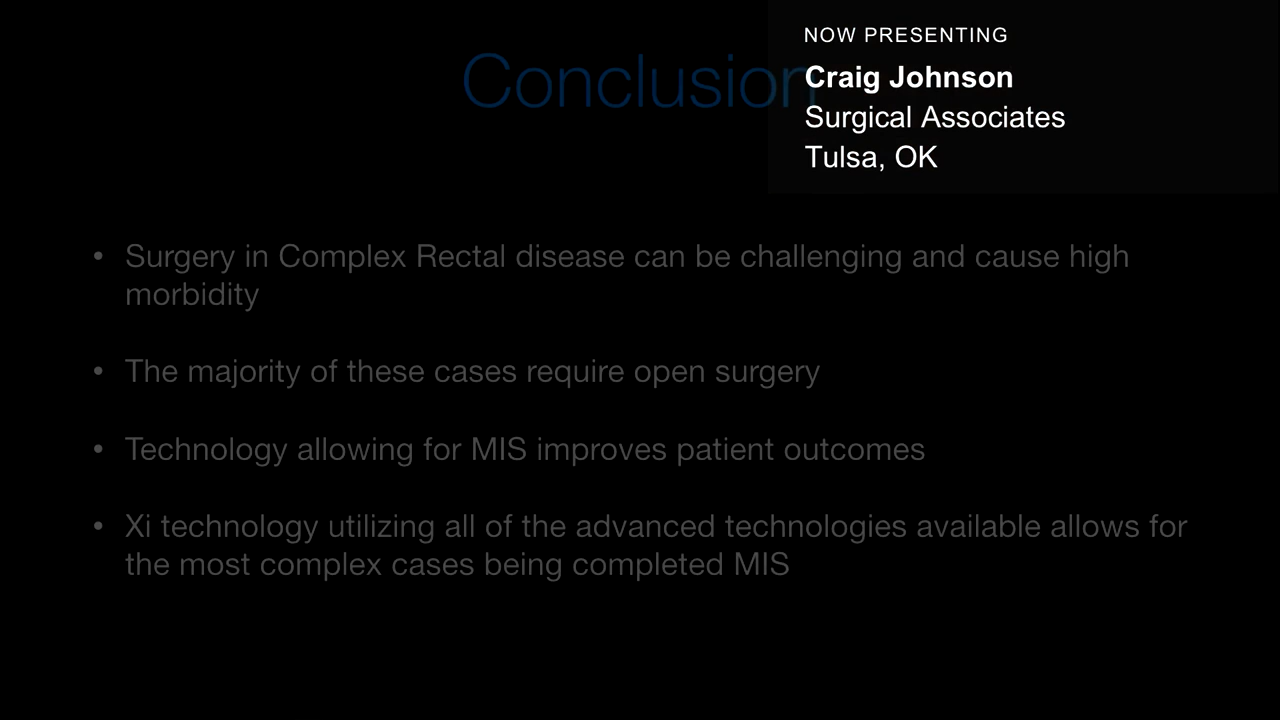 NOW PRESENTING
Conclusion
Craig Johnson
Surgical Associates
Tulsa, OK
• Surgery in Complex Rectal disease can be challenging and cause high
morbidity
• The majority of these cases require open surgery
• Technology allowing for MIS improves patient outcomes
• Xi technology utilizing all of the advanced technologies available allows for
the most complex cases being completed MIS